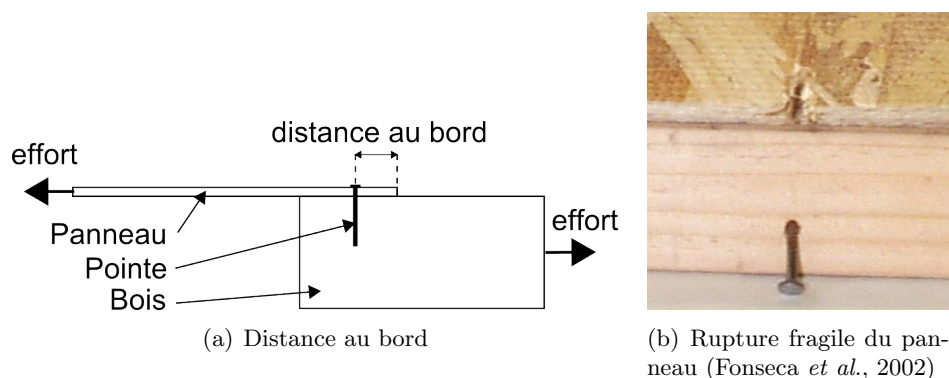 distance au bord
effort
effort
Panneau
Pointe
Bois
(a) Distance au bord
(b) Rupture fragile du pan-
neau (Fonseca et al., 2002)